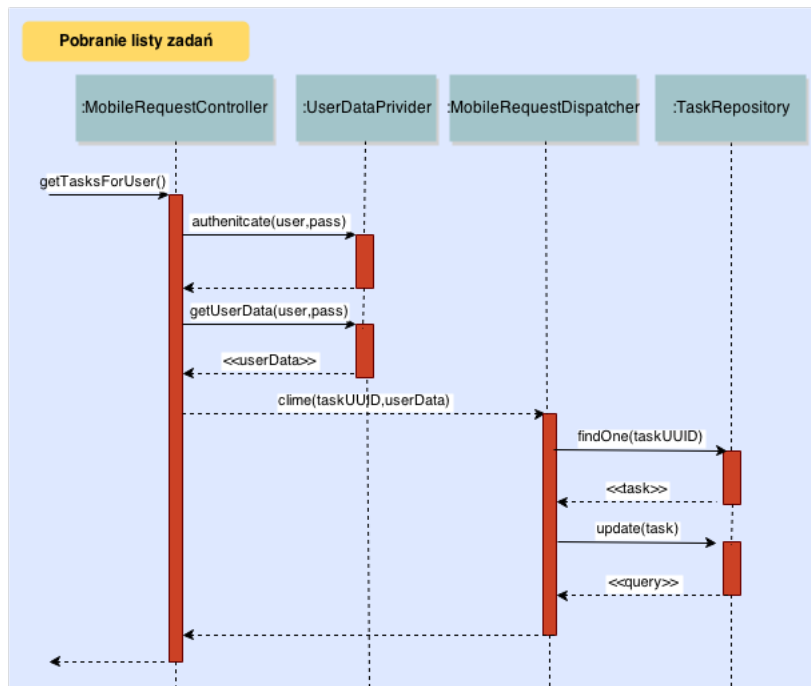 Pobranie listy zadań
:MobileRequestController
:UserDataPrivider
:MobileRequestDispatcher
:TaskRepository
getTasksForUser()
authenitcate(user,pass)
getUserData(user,pass)
<<userData>>
clime(taskUUID,userData)
findOne(taskUUID)
<<task>>
update(task)
<<query>>